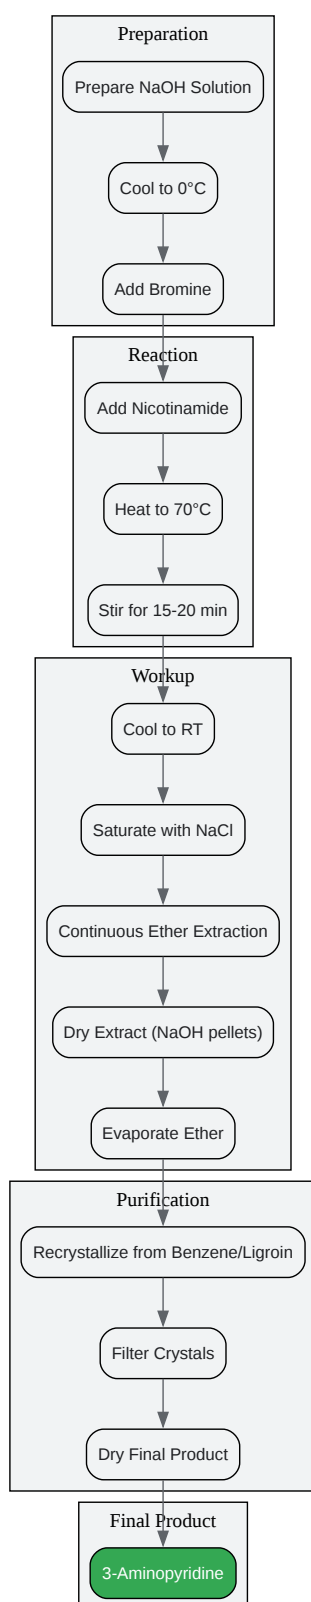 Preparation
Prepare NaOH Solution
Cool to 0°C
Add Bromine
Reaction
Add Nicotinamide
Heat to 70°C
Stir for 15-20 min
Workup
Cool to RT
Saturate with NaCl
Continuous Ether Extraction
Dry Extract (NaOH pellets)
Evaporate Ether
Purification
Recrystallize from Benzene/Ligroin
Filter Crystals
Dry Final Product
Final Product
3-Aminopyridine